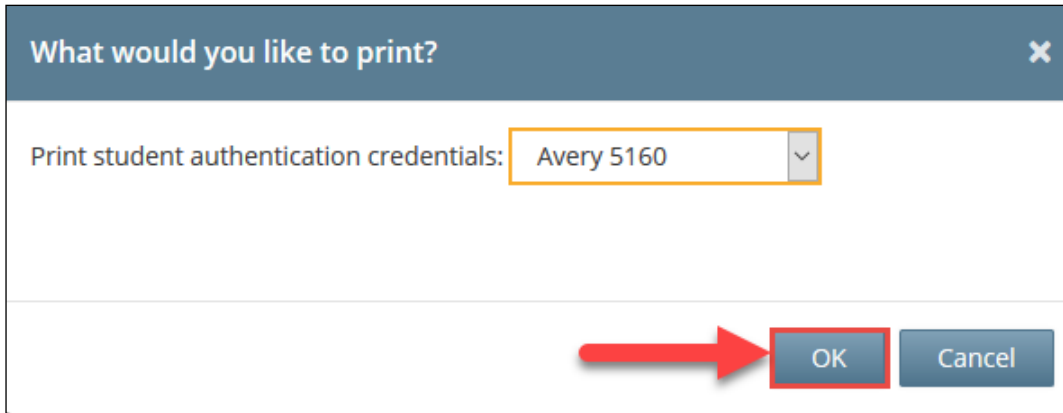 What would you like to print?
Print student authentication credentials: Avery 5160
OK Cancel